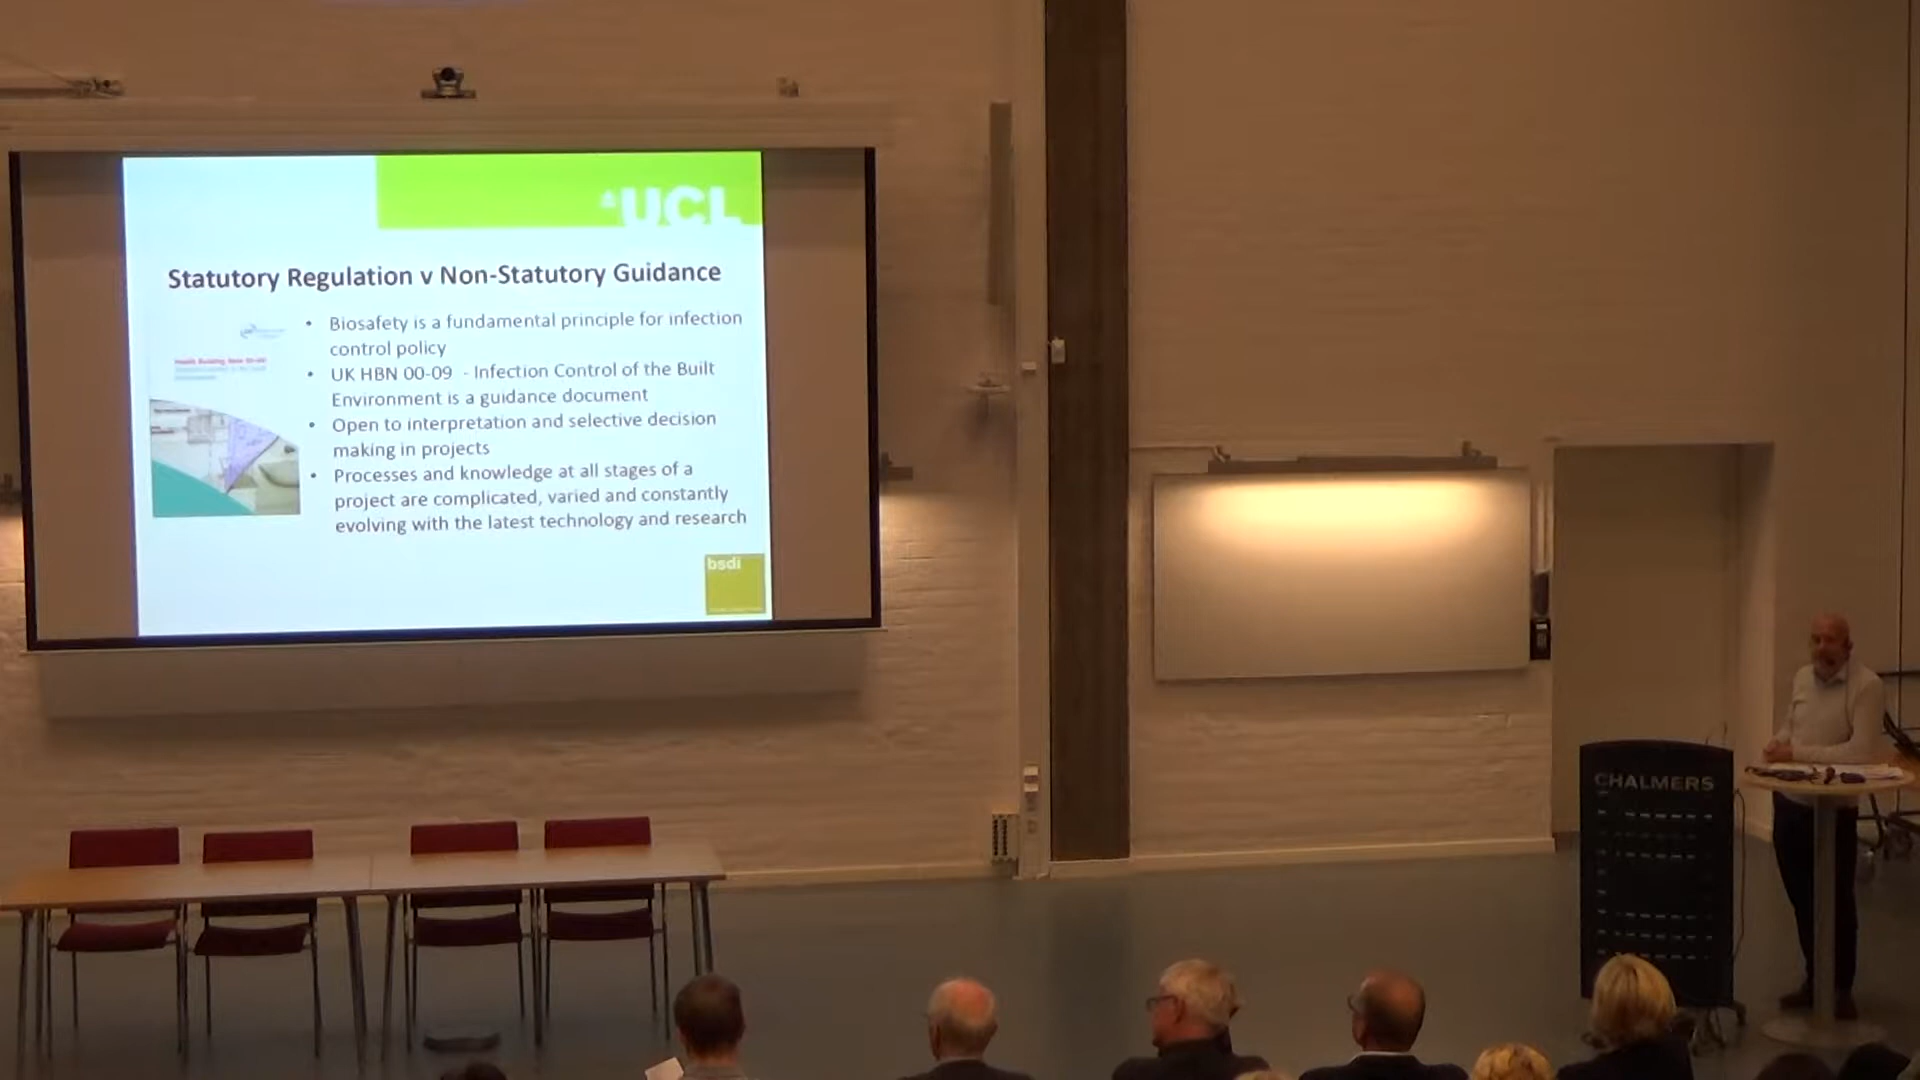 UCL
Statutory Regulation v Non-Statutory Guidance
• Biosafety is a fundamental principle for infection
control policy
• UK HBN 00-09 - Infection Control of the Built
Environment is a guidance document
• Open to interpretation and selective decision
making in projects
• Processes and knowledge at all stages of a
project are complicated, varied and constantly
evolving with the latest technology and research
bsdi
CHALMERS